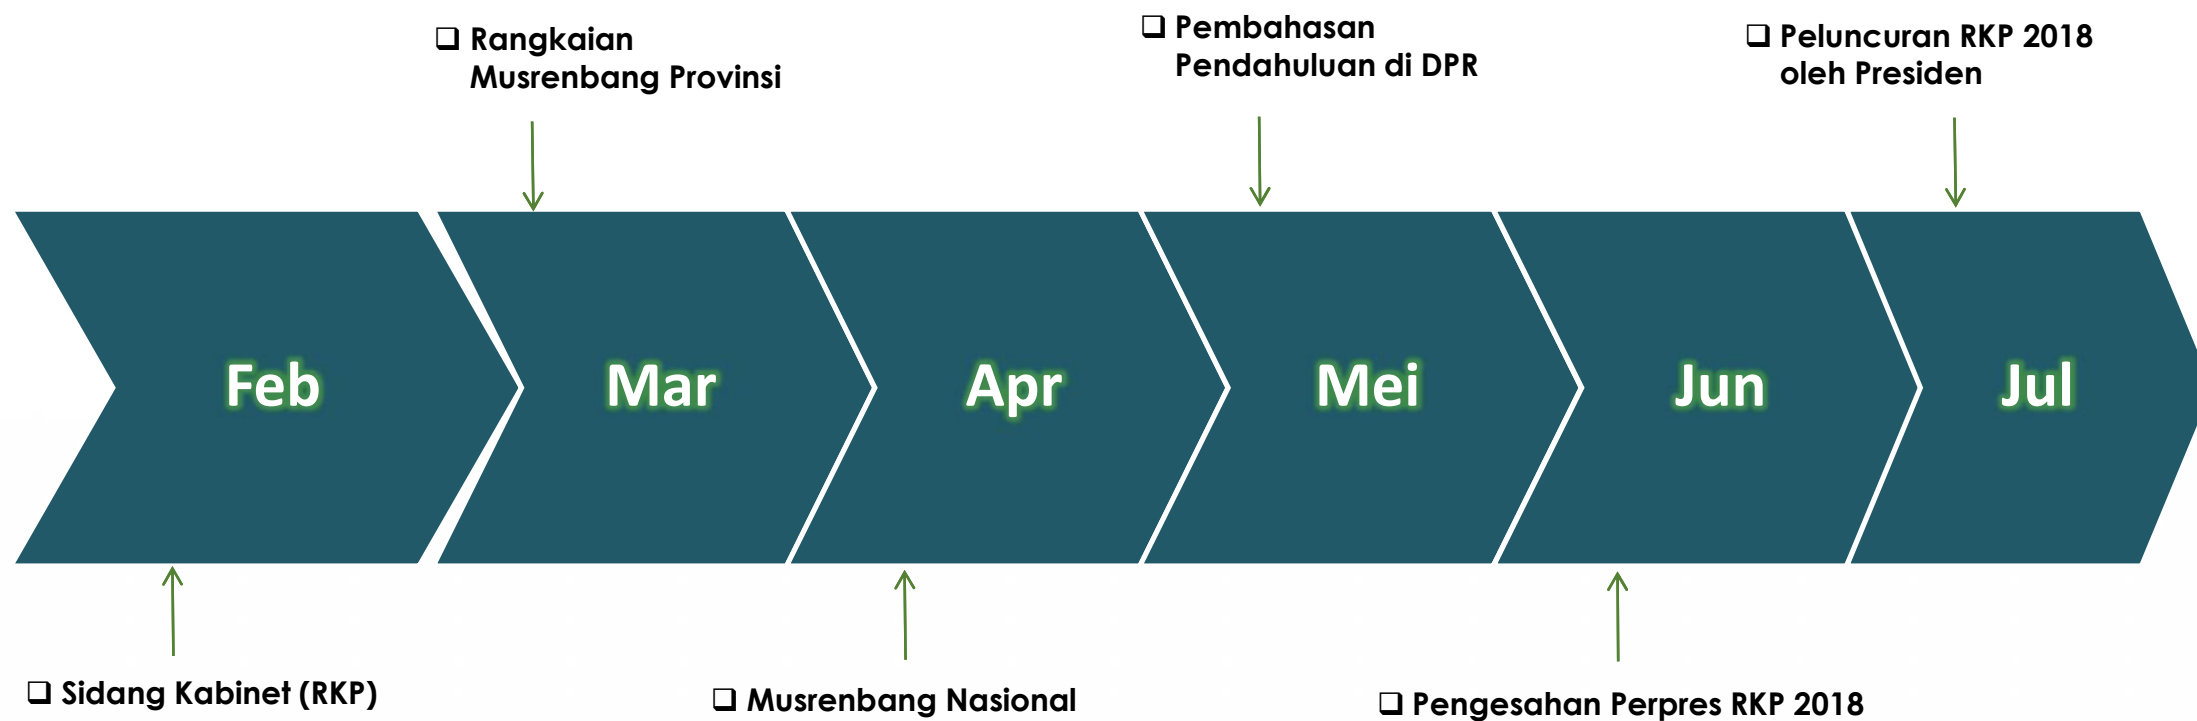 ❑ Rangkaian
Musrenbang Provinsi
❑ Pembahasan
Pendahuluan di DPR
❑ Peluncuran RKP 2018
oleh Presiden
Feb
Mar
Apr
Mei
Jun
Jul
❑ Sidang Kabinet (RKP)
❑ Musrenbang Nasional
❑ Pengesahan Perpres RKP 2018